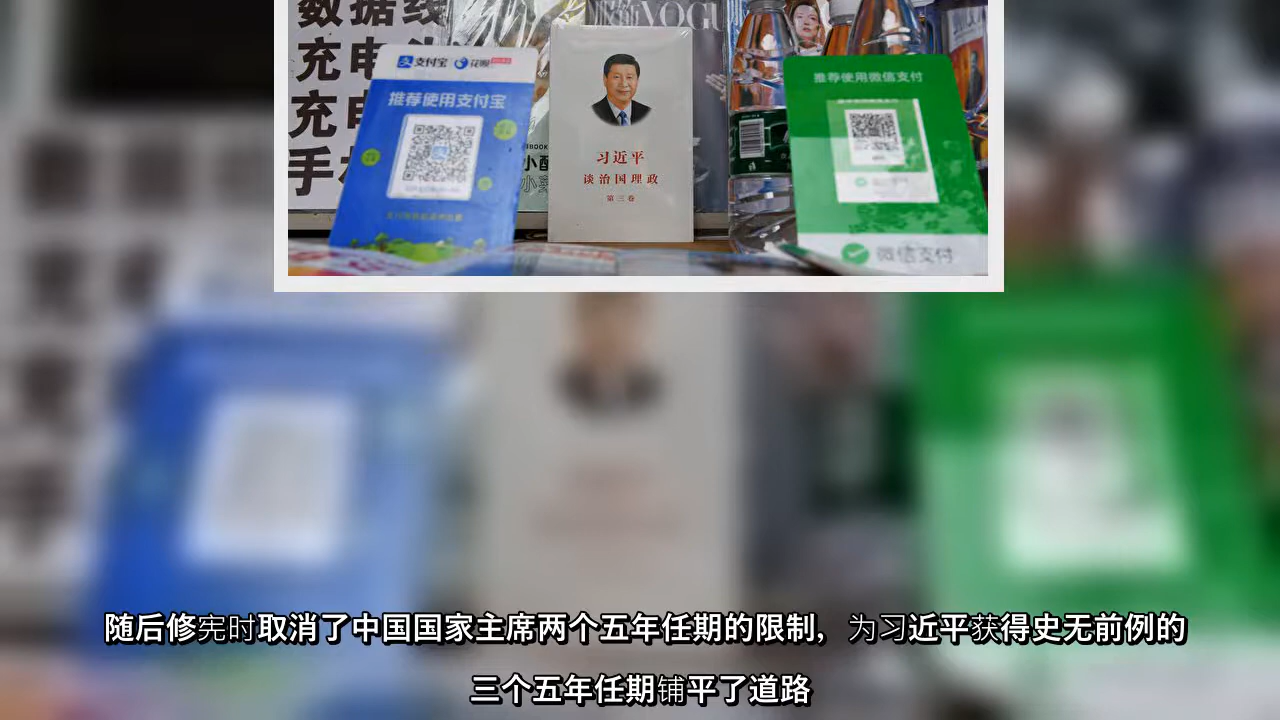 数据线
充电
充电
手
VOGU
支付宝 花呗
推荐使用支付宝
BOOK
小
习近平
谈治国理政
第三卷
推荐使用微信支付
微信支付
随后修宪时取消了中国国家主席两个五年任期的限制，为习近平获得史无前例的
三个五年任期铺平了道路